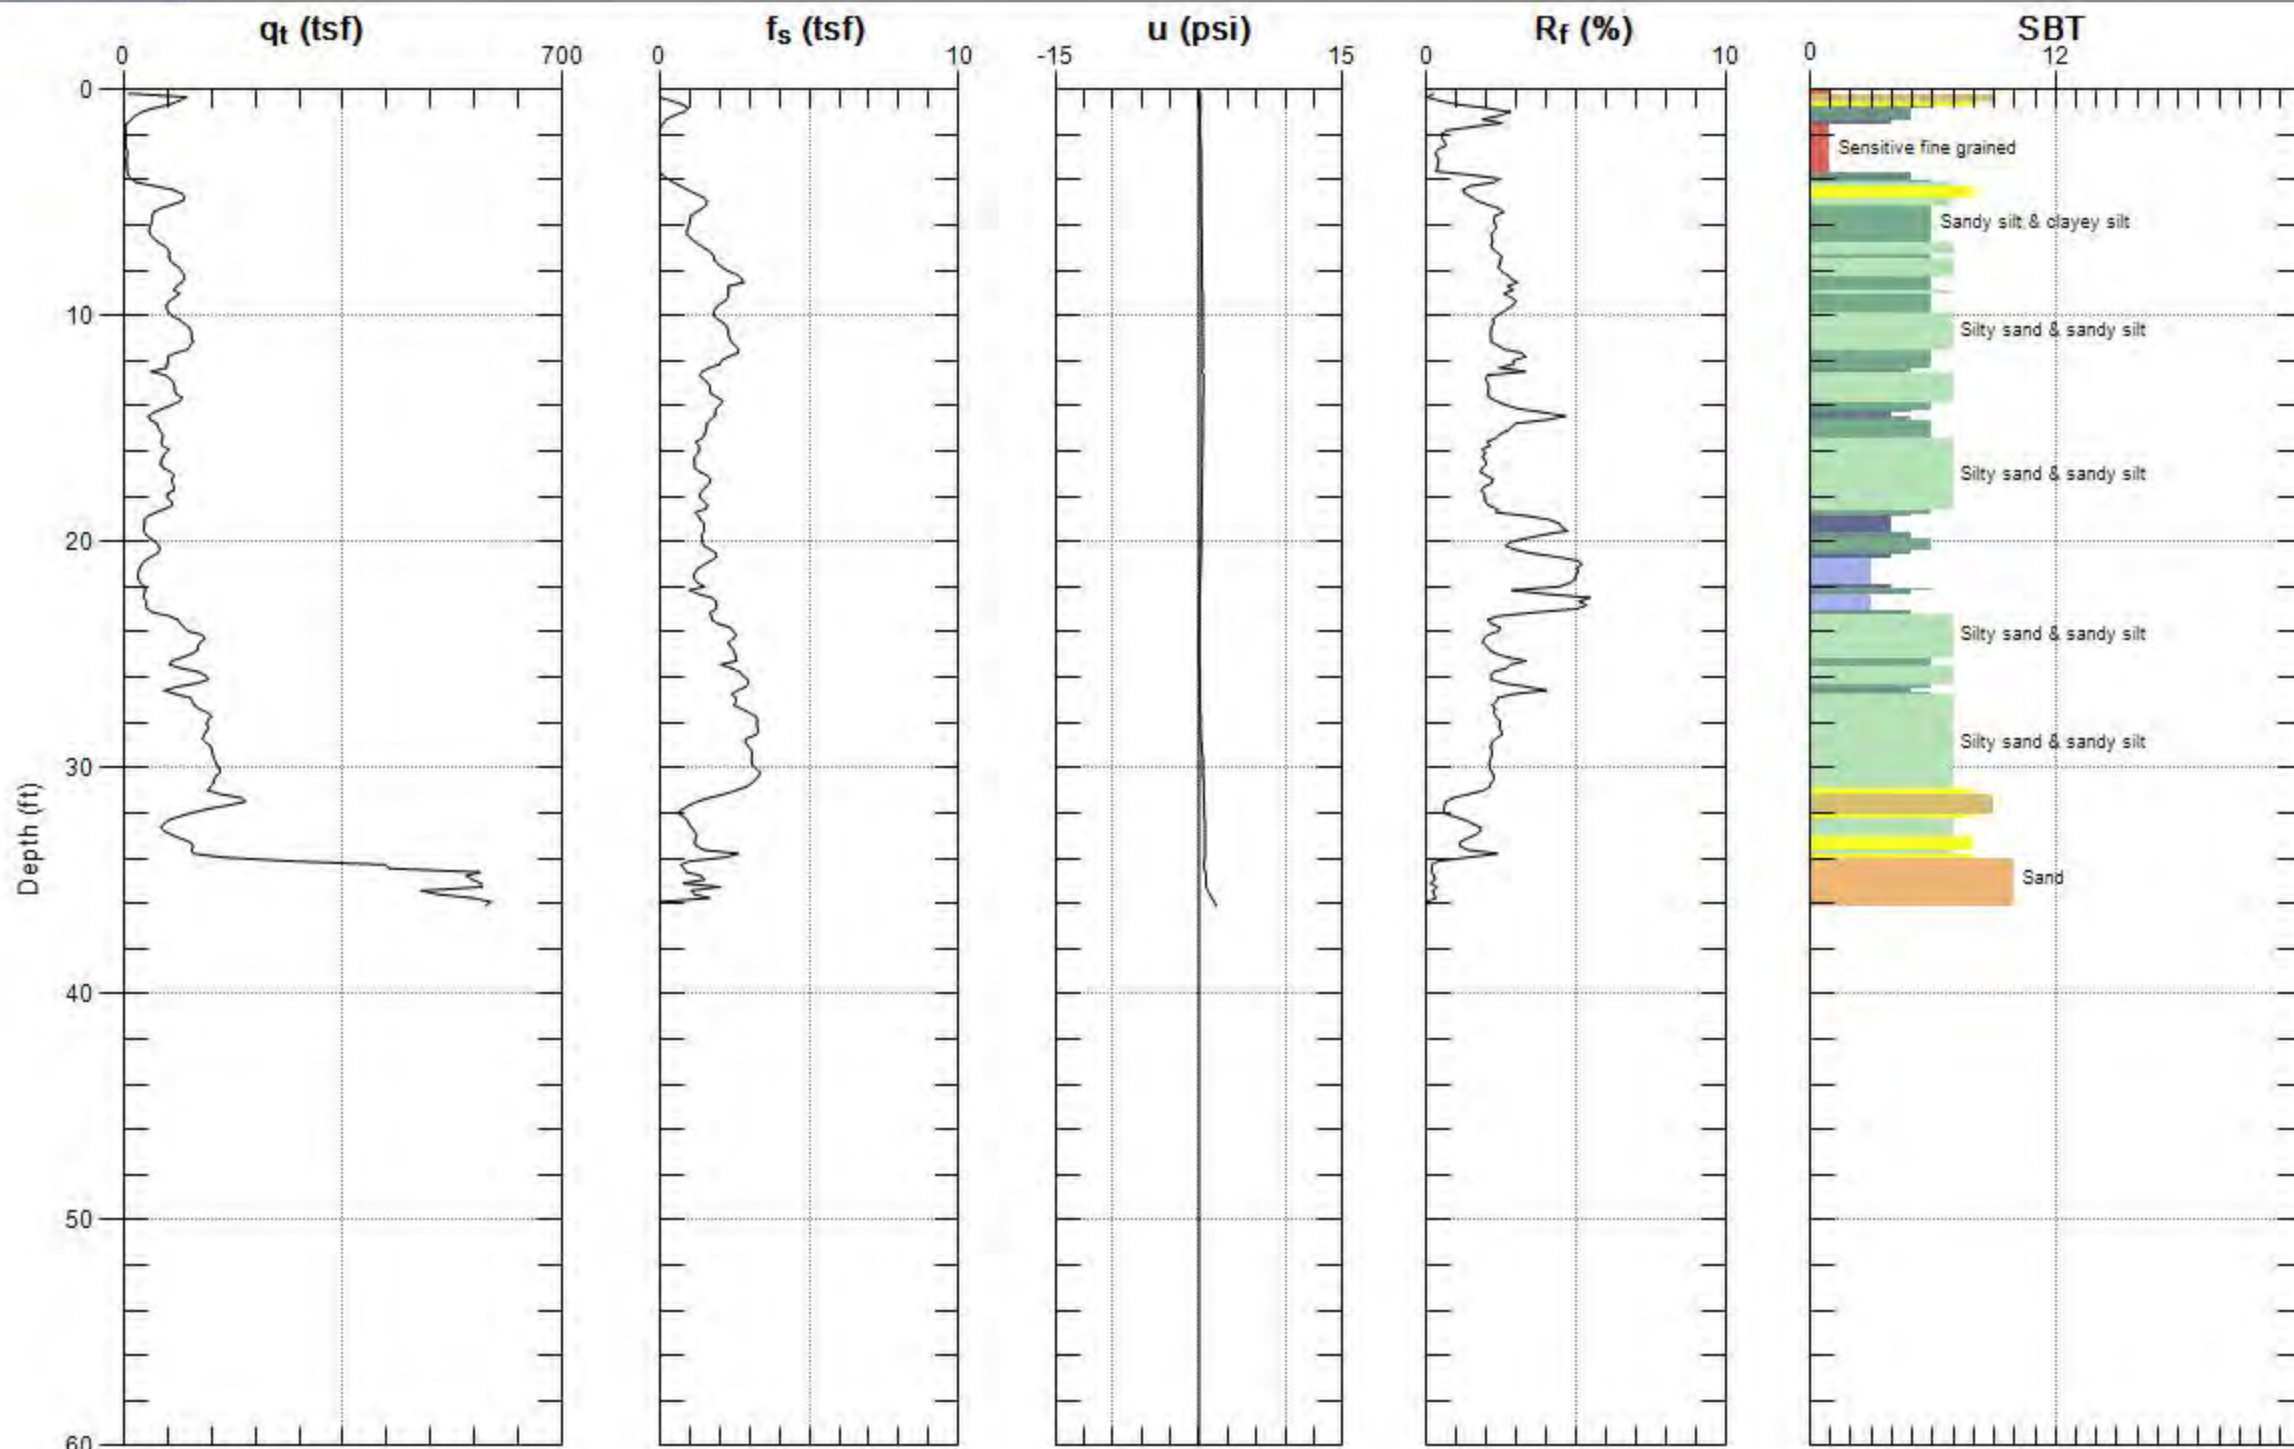 qt (tsf) fs (tsf) u (psi) Rf (%) SBT
0 700 0 10 -15 15 0 10 0 12
0
Sensitive fine grained
Sandy silt & clayey silt
10
Silty sand & sandy silt
Silty sand & sandy silt
20
Silty sand & sandy silt
Silty sand & sandy silt
30
Depth (ft)
Sand
40
50
60